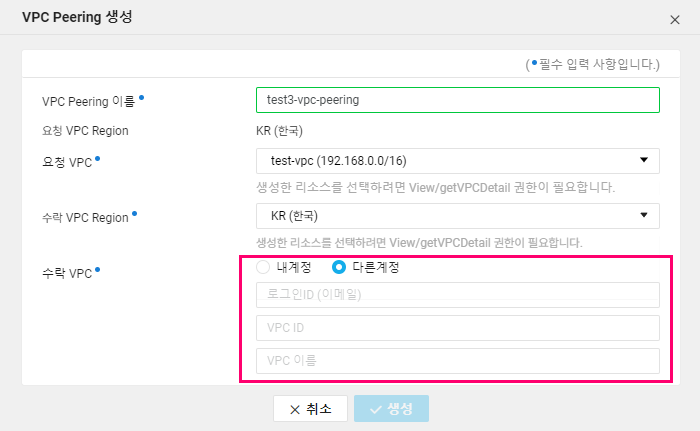 VPC Peering 생성
(•필수 입력 사항입니다.)
VPC Peering 이름•
test3-vpc-peering
요청 VPC Region
KR (한국)
요청 VPC•
test-vpc (192.168.0.0/16)
생성한 리소스를 선택하려면 View/getVPCDetail 권한이 필요합니다.
수락 VPC Region•
KR (한국)
생성한 리소스를 선택하려면 View/getVPCDetail 권한이 필요합니다.
수락 VPC•
내계정 다른계정
로그인ID (이메일)
VPC ID
VPC 이름
취소 생성